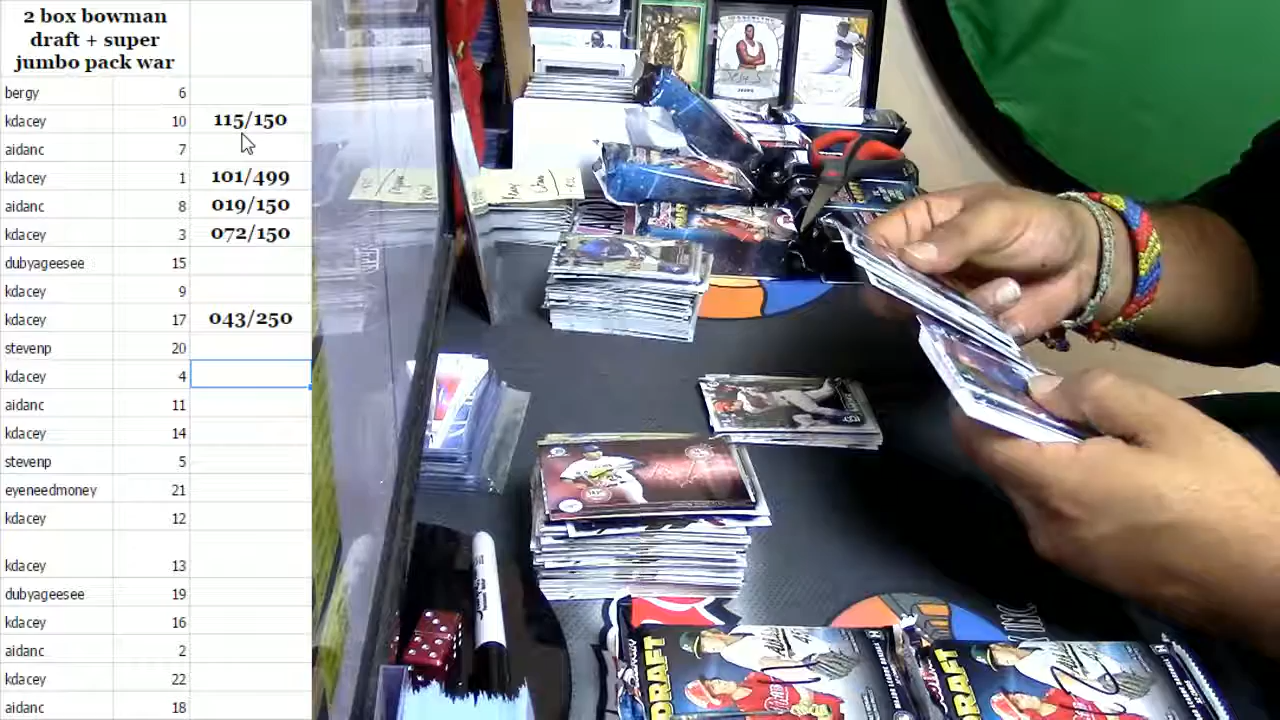 2 box bowman
draft + super
jumbo pack war
bergy 6
kdacey 10 115/150
aidanc 7
kdacey 1 101/499
aidanc 8 019/150
kdacey 3 072/150
dubyageesee 15
kdacey 9
kdacey 17 043/250
stevenp 20
kdacey 4
aidanc 11
kdacey 14
stevenp 5
eyeneedmoney 21
kdacey 12
kdacey 13
dubyageesee 19
kdacey 16
aidanc 2
kdacey 22
aidanc 18
DRAFT
DRAFT